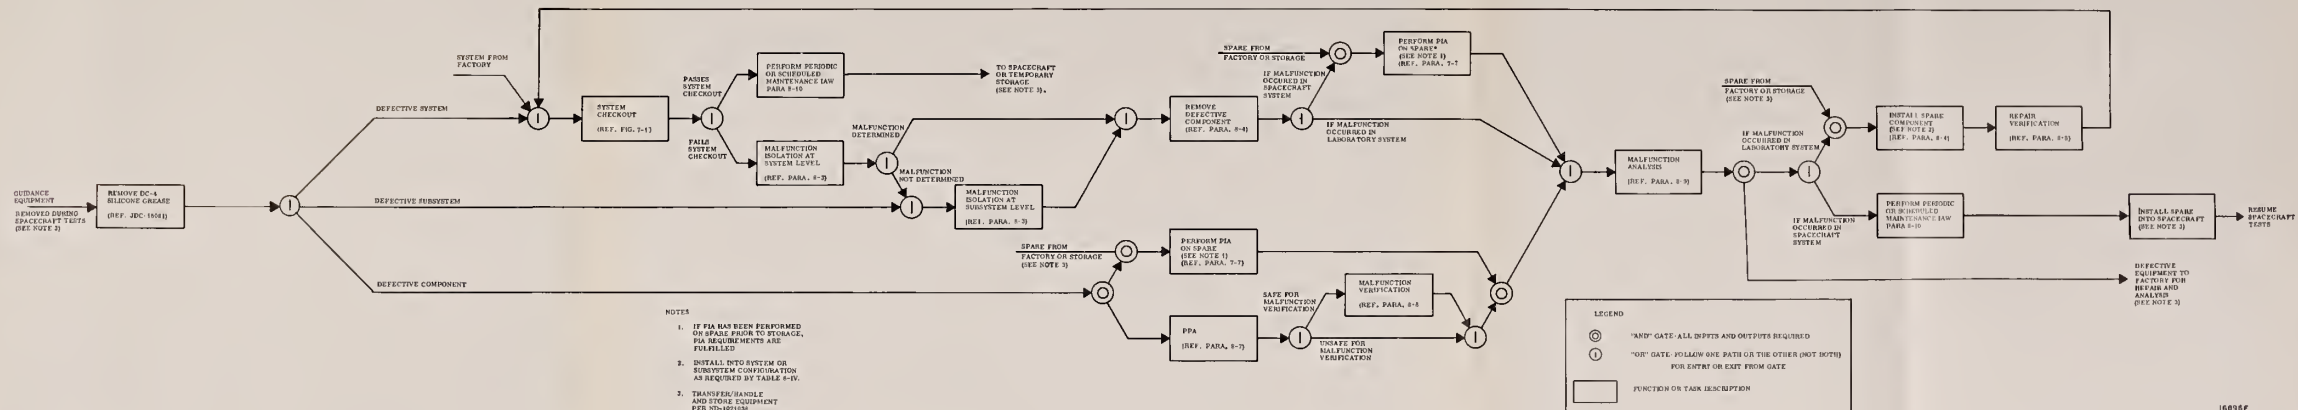 GUIDANCE
EQUIPMENT
REMOVED DURING
SPACECRAFT TESTS
(SEE NOTE 2)
REMOVE DC-4
SILICONE GREASE
DEFECTIVE SYSTEM
DEFECTIVE SUBSYSTEM
DEFECTIVE COMPONENT
SYSTEM FROM
FACTORY
SYSTEM
CHECKOUT
PASSES
SYSTEM
CHECKOUT
FAILS
SYSTEM
CHECKOUT
PERFORM PERIODIC
OR SCHEDULED
MAINTENANCE IAW
PARA 8-10
TO SPACECRAFT
OR TEMPORARY
STORAGE
(SEE NOTE 3).
MALFUNCTION
ISOLATION AT
SYSTEM LEVEL
(REF. PARA. 8-2)
MALFUNCTION
DETERMINED
MALFUNCTION
NOT DETERMINED
MALFUNCTION
ISOLATION AT
SUBSYSTEM LEVEL
(REF. PARA. 8-3)
REMOVE
DEFECTIVE
COMPONENT
(REF. PARA. 8-4)
SPARE FROM
FACTORY OR STORAGE
IF MALFUNCTION
OCCURED IN
SPACECRAFT
SYSTEM
PERFORM PIA
ON SPARE*
(SEE NOTE 1)
(REF. PARA. 7-7
IF MALFUNCTION
OCCURRED IN
LABORATORY SYSTEM
SPARE FROM
FACTORY OR STORAGE
(SEE NOTE 3)
PERFORM PIA
ON SPARE
(SEE NOTE 1)
(REF. PARA. 7-7)
PPA
(REF. PARA. 8-7)
SAFE FOR
MALFUNCTION
VERIFICATION
UNSAFE FOR
MALFUNCTION
VERIFICATION
MALFUNCTION
VERIFICATION
(REF. PARA. 8-8
MALFUNCTION
ANALYSIS
(REF. PARA. 8-9)
SPARE FROM
FACTORY OR STORAGE
(SEE NOTE 3)
IF MALFUNCTION
OCCURRED IN
LABORATORY SYSTEM
INSTALL SPARE
COMPONENT
(SEE NOTE 2)
(REF. PARA. 8-4)
REPAIR
VERIFICATION
(REF. PARA. 8-5)
IF MALFUNCTION
OCCURRED IN
SPACECRAFT
SYSTEM
PERFORM PERIODIC
OR SCHEDULED
MAINTENANCE IAW
PARA 8-10
INSTALL SPARE
INTO SPACECRAFT
(SEE NOTE 3)
RESUME
SPACECRAFT
TESTS
DEFECTIVE
EQUIPMENT TO
FACTORY FOR
REPAIR AND
ANALYSIS
(SEE NOTE 3)
NOTES
1. IF PIA HAS BEEN PERFORMED
ON SPARE PRIOR TO STORAGE,
PIA REQUIREMENTS ARE
FULFILLED
2. INSTALL INTO SYSTEM OR
SUBSYSTEM CONFIGURATION
AS REQUIRED BY TABLE 8-IV.
3. TRANSFER/HANDLE
AND STORE EQUIPMENT
LEGEND
"AND" GATE-ALL INPUTS AND OUTPUTS REQUIRED
"OR" GATE-FOLLOW ONE PATH OR THE OTHER (NOT BOTH)
FOR ENTRY OR EXIT FROM GATE
FUNCTION OR TASK DESCRIPTION